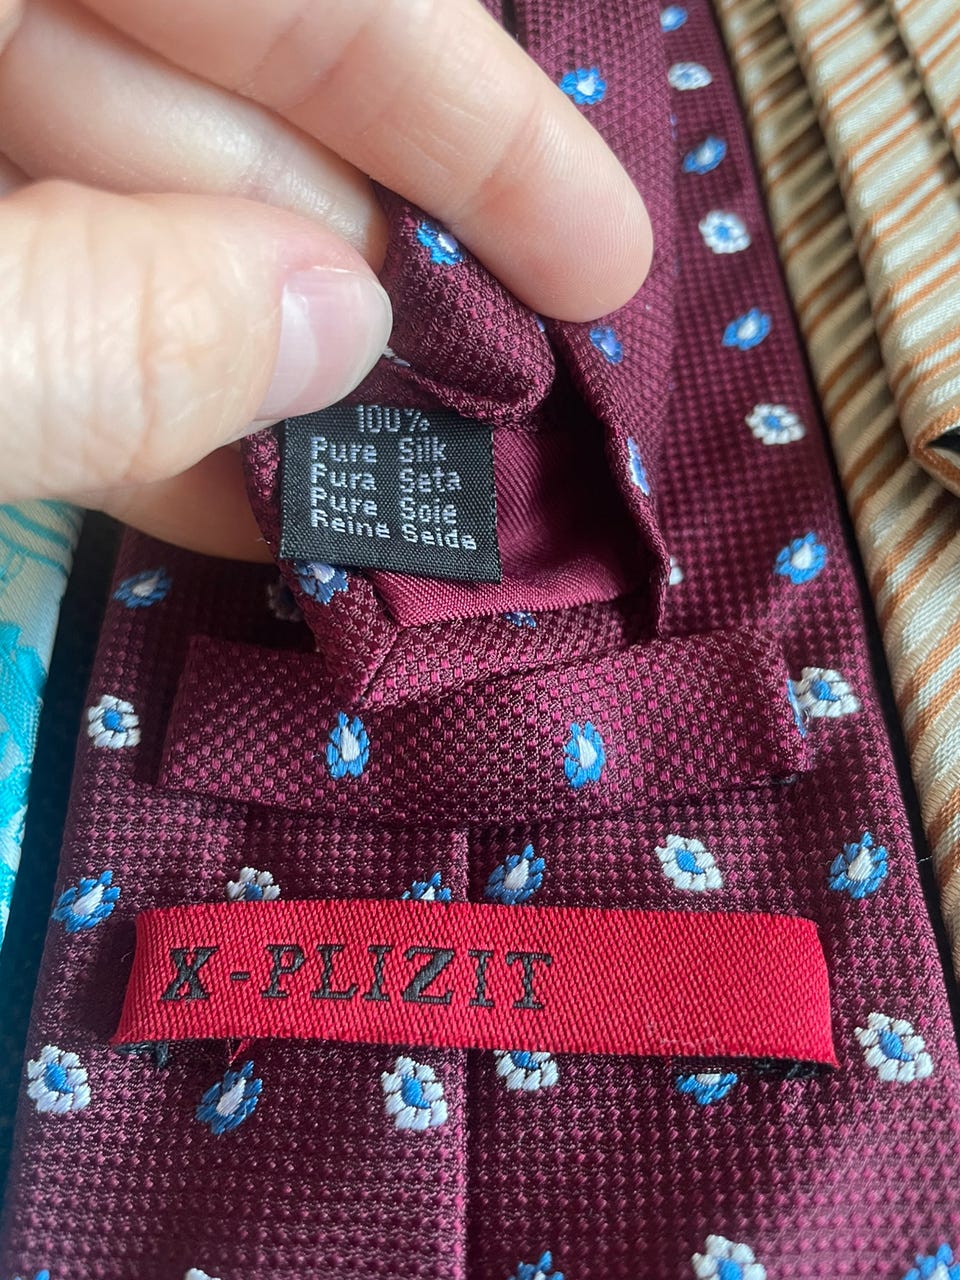 100%
Pure Silk
Pura Seta
Pure Soie
Reine Seide
X-PLIZIT